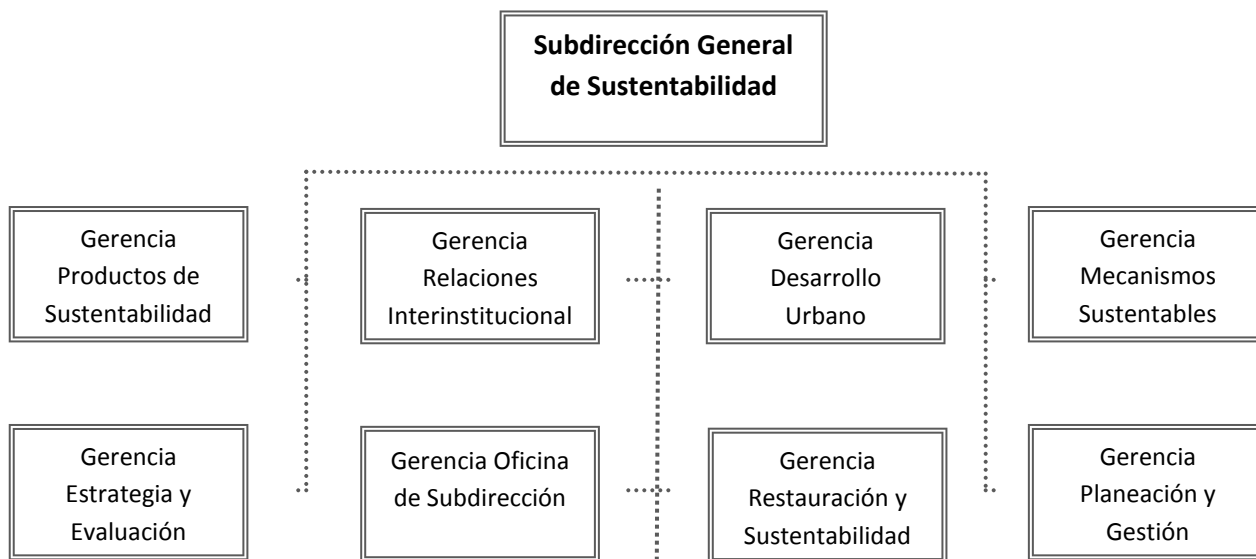 Subdirección General
de Sustentabilidad
Gerencia
Productos de
Sustentabilidad
Gerencia
Relaciones
Interinstitucional
Gerencia
Desarrollo
Urbano
Gerencia
Mecanismos
Sustentables
Gerencia
Estrategia y
Evaluación
Gerencia Oficina
de Subdirección
Gerencia
Restauración y
Sustentabilidad
Gerencia
Planeación y
Gestión